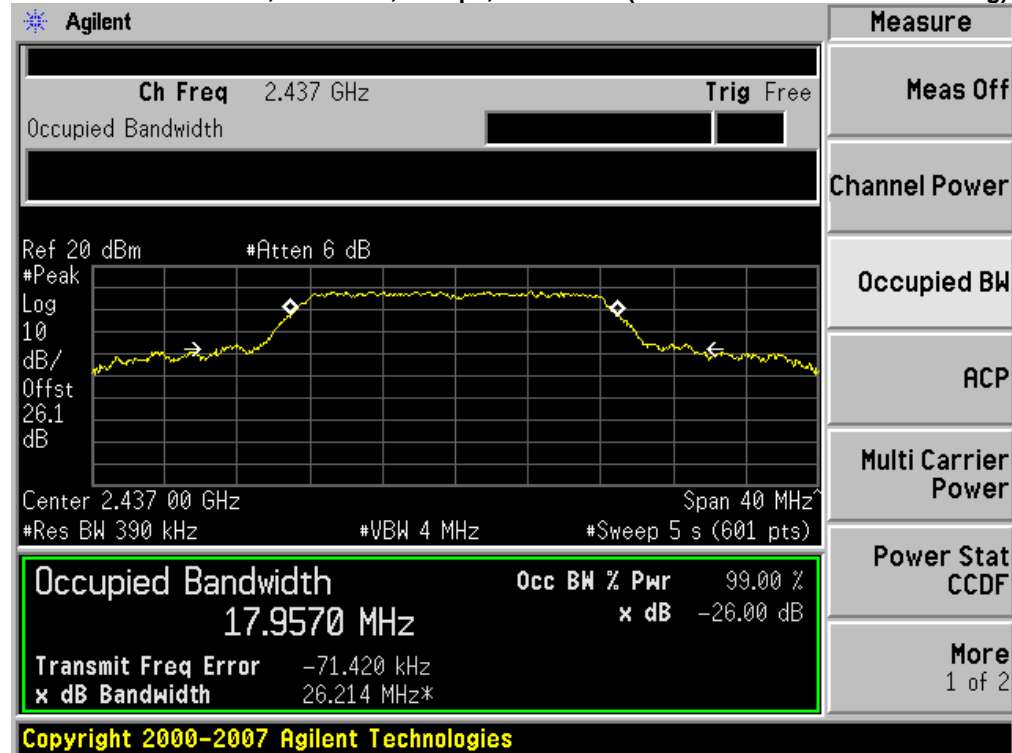 Agilent
Measure
Ch Freq 2.437 GHz Trig Free
Occupied Bandwidth
Meas Off
Channel Power
Occupied BW
ACP
Multi Carrier
Power
Power Stat
CCDF
More
1 of 2
Ref 20 dBm #Atten 6 dB
#Peak
Log
10
dB/
Offst
26.1
dB
Center 2.437 00 GHz Span 40 MHz^
#Res BW 390 kHz #VBW 4 MHz #Sweep 5 s (601 pts)
Occupied Bandwidth
17.9570 MHz
Occ BW % Pwr 99.00 %
x dB -26.00 dB
Transmit Freq Error -71.420 kHz
x dB Bandwidth 26.214 MHz*
Copyright 2000-2007 Agilent Technologies